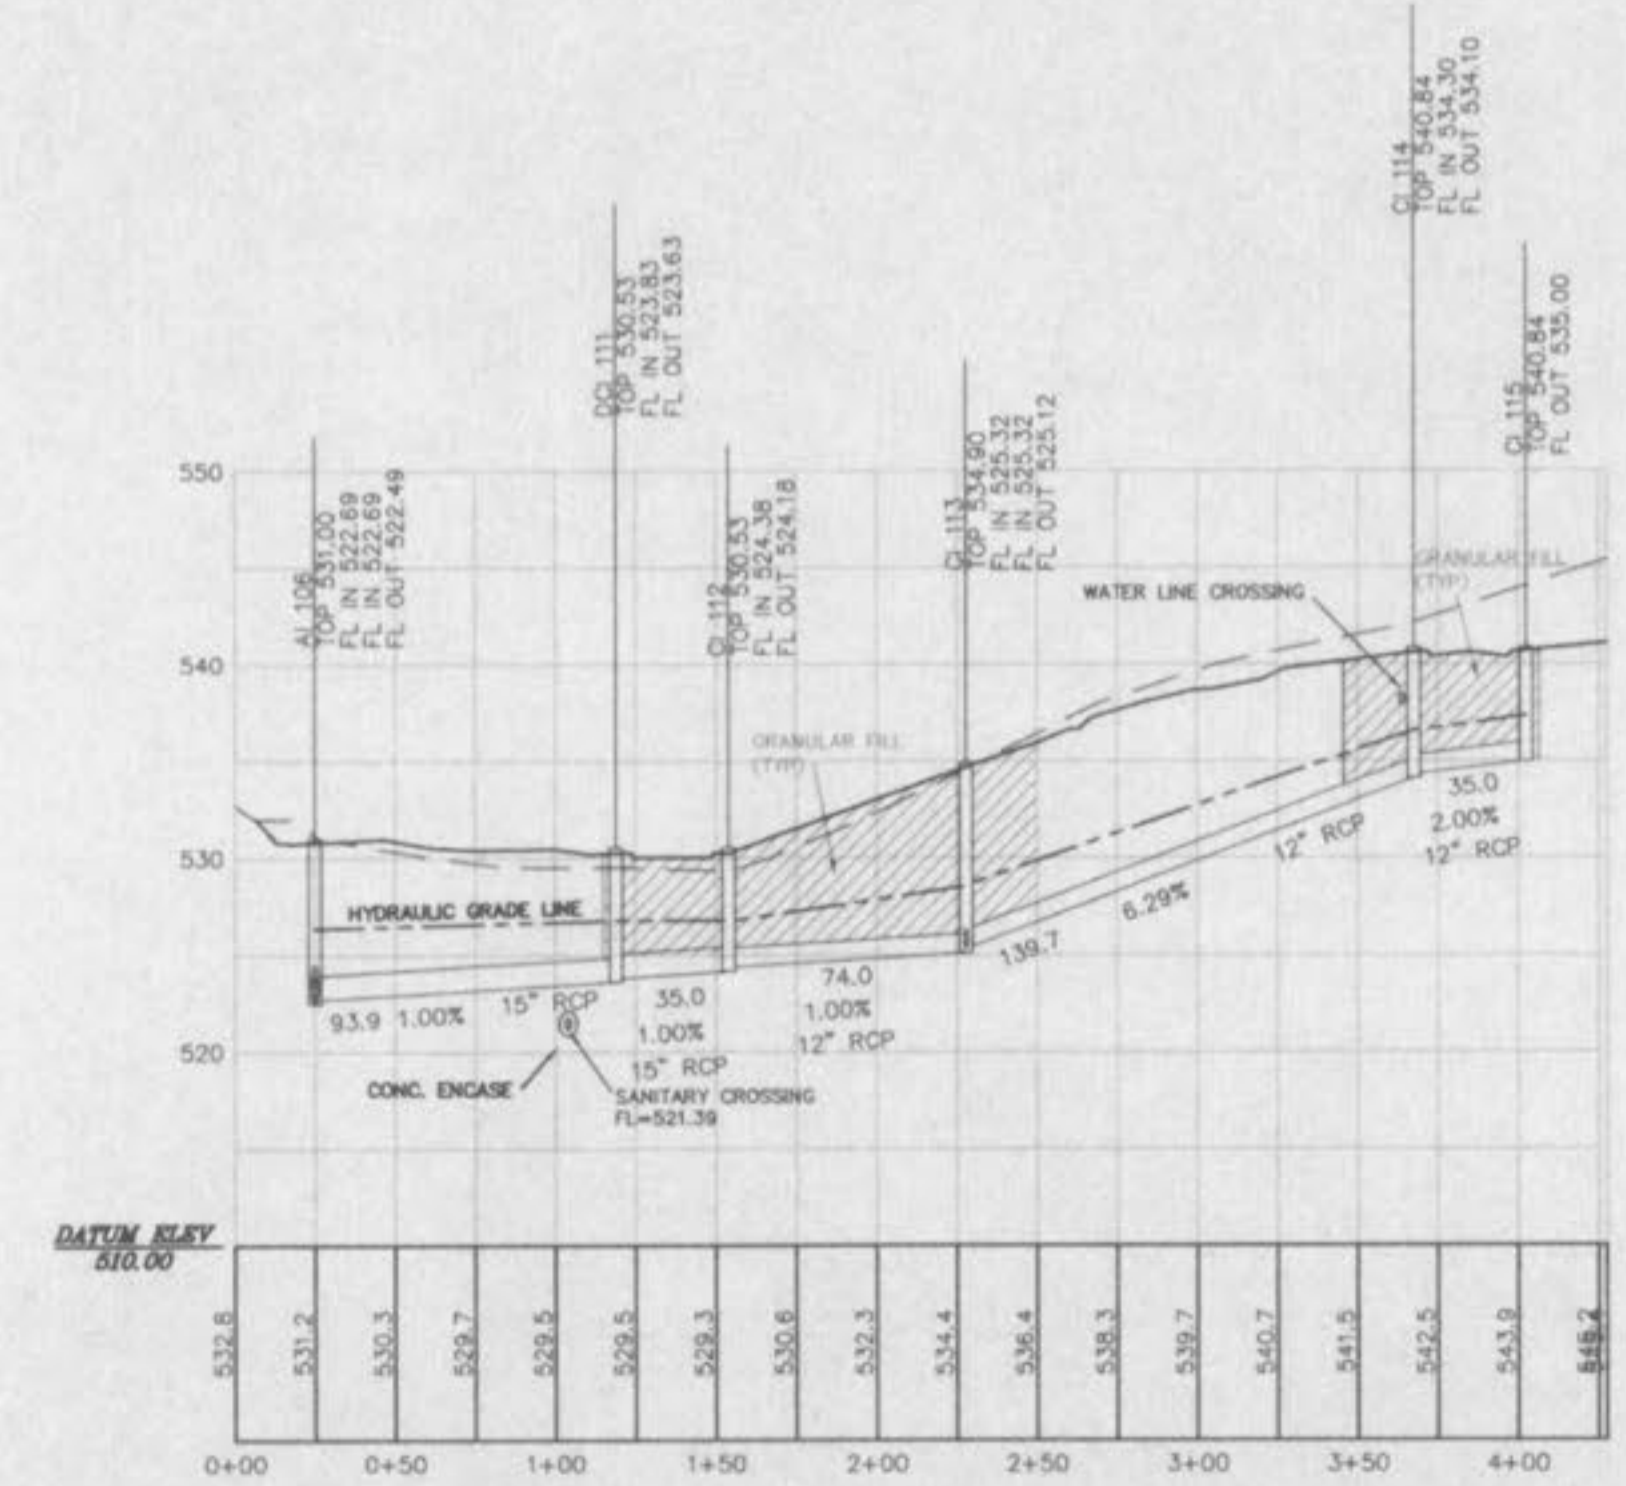 CI 114
TOP 540.84
FL IN 534.30
FL OUT 534.10
DCI 111
TOP 530.53
FL IN 523.83
FL OUT 523.63
CI 115
TOP 540.84
FL OUT 535.00
CI 113
TOP 534.90
FL IN 525.32
FL IN 525.32
FL OUT 525.12
AI 106
TOP 531.00
FL IN 522.69
FL IN 522.69
FL OUT 522.49
CI 112
TOP 530.53
FL IN 524.38
FL OUT 524.18
550
540
530
520
GRANULAR FILL
(TYP)
WATER LINE CROSSING
GRANULAR FILL
(TYP)
HYDRAULIC GRADE LINE
93.9 1.00% 15" RCP
35.0
1.00%
15" RCP
74.0
1.00%
12" RCP
139.7 6.29% 12" RCP
35.0
2.00%
12" RCP
CONC. ENCASE
SANITARY CROSSING
FL=521.39
DATUM ELEV
510.00
532.8 531.2 530.3 529.7 529.5 529.5 529.3 530.6 532.3 534.4 536.4 538.3 539.7 540.7 541.5 542.5 543.9
0+00 0+50 1+00 1+50 2+00 2+50 3+00 3+50 4+00